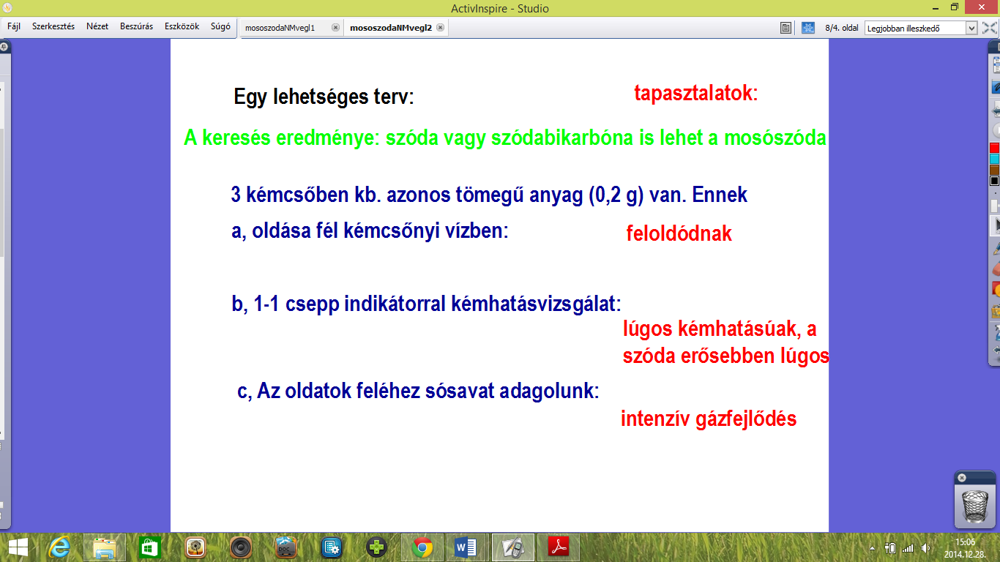 ActivInspire - Studio
Fájl Szerkesztés Nézet Beszúrás Eszközök Súgó
mososzodaNMvegl1 mososzodaNMvegl2
8/4. oldal Legjobban illeszkedő
Egy lehetséges terv:
tapasztalatok:
A keresés eredménye: szóda vagy szódabikarbóna is lehet a mosószóda
3 kémcsőben kb. azonos tömegű anyag (0,2 g) van. Ennek
a, oldása fél kémcsőnyi vízben:
feloldódnak
b, 1-1 csepp indikátorral kémhatásvizsgálat:
lúgos kémhatásúak, a
szóda erősebben lúgos
c, Az oldatok feléhez sósavat adagolunk:
intenzív gázfejlődés
DOC
15:06
2014.12.28.